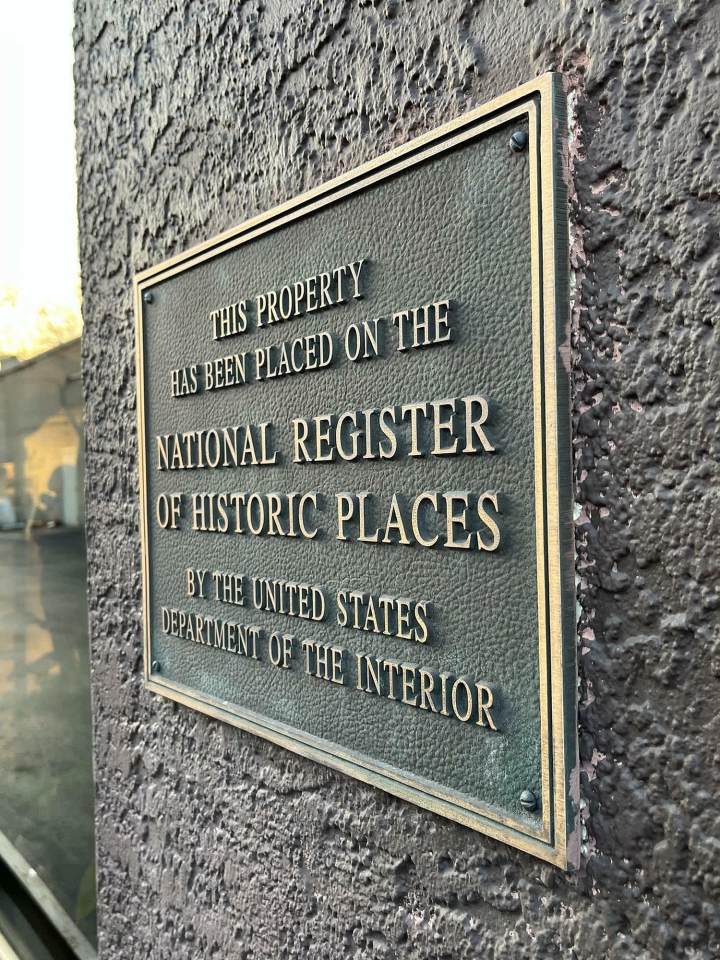 THIS PROPERTY
HAS BEEN PLACED ON THE
NATIONAL REGISTER
OF HISTORIC PLACES
BY THE UNITED STATES
DEPARTMENT OF THE INTERIOR